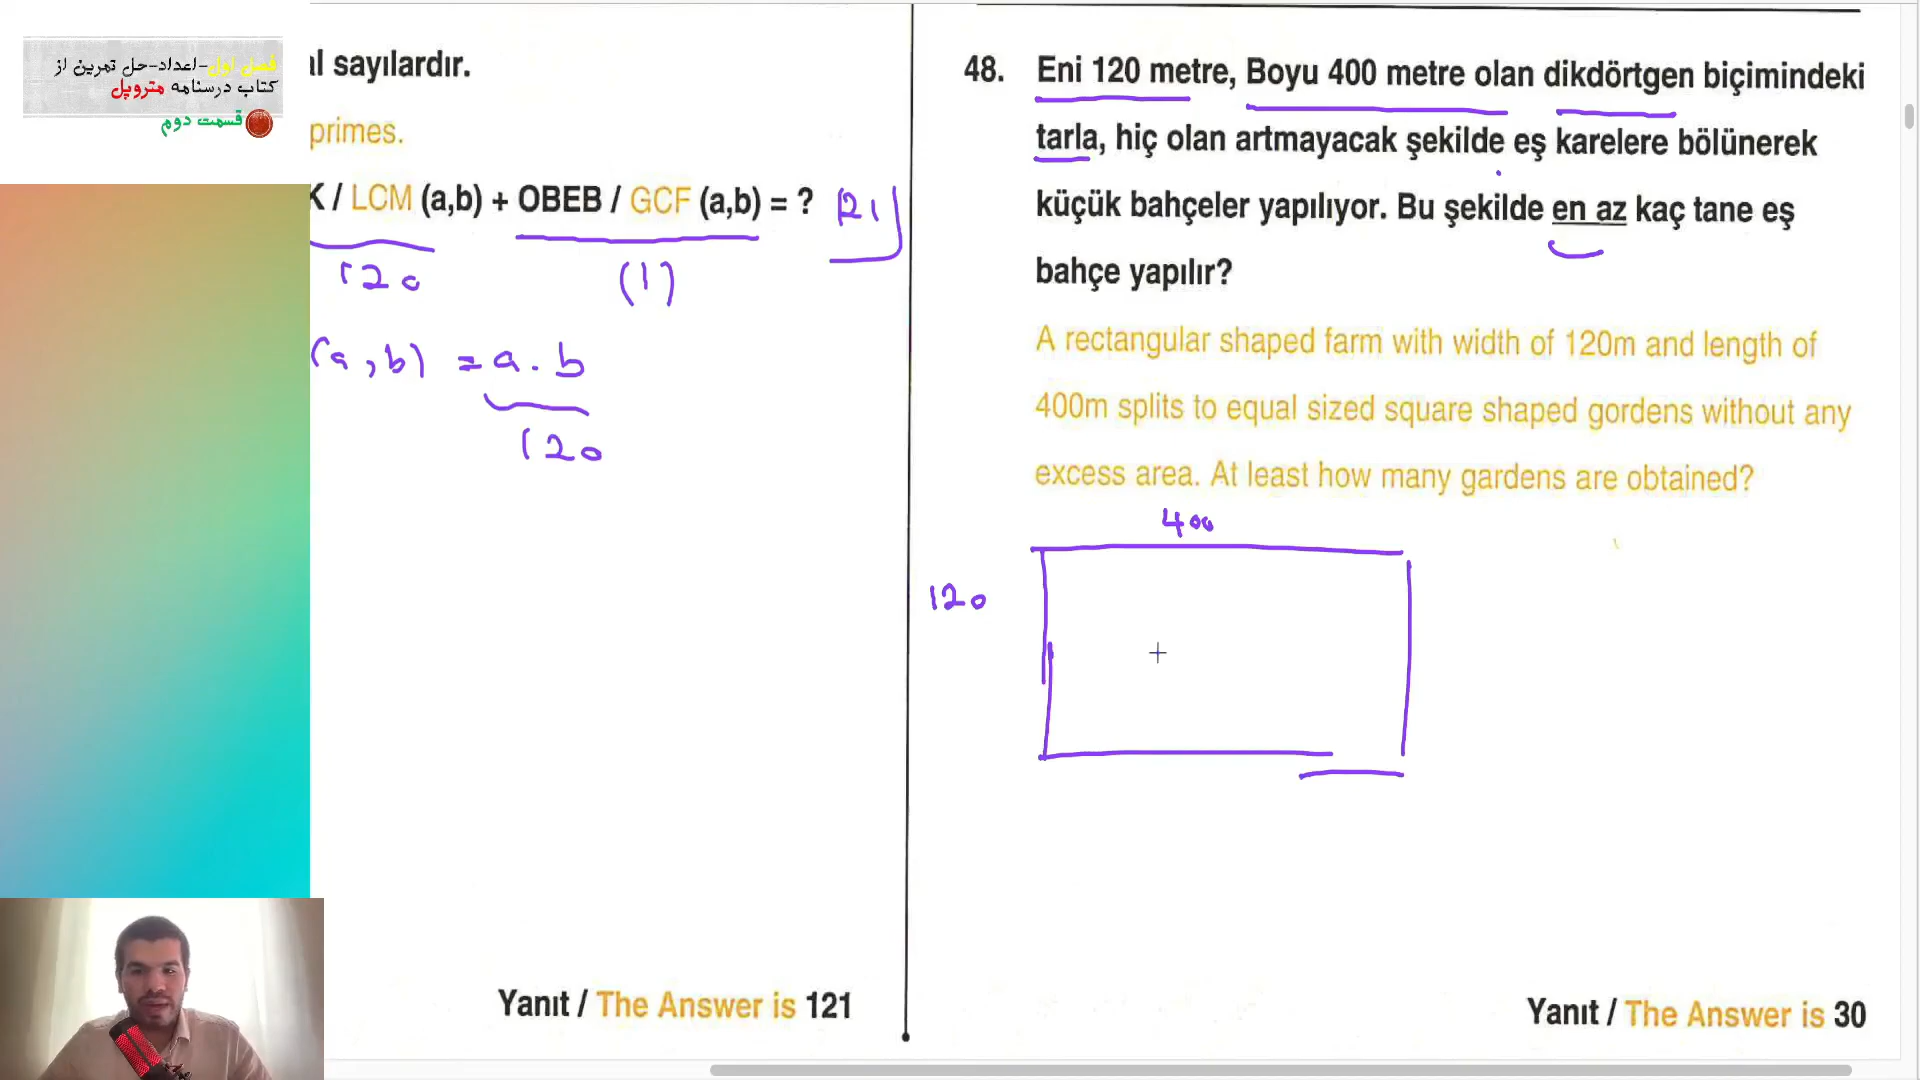 فصل اول-اعداد-حل تمرین از
کتاب درسنامه متروپل
قسمت دوم
al sayılardır.
primes.
K / LCM (a,b) + OBEB / GCF (a,b) = ? 121
120 (1)
(a, b) = a . b
120
Yanıt / The Answer is 121
48. Eni 120 metre, Boyu 400 metre olan dikdörtgen biçimindeki
tarla, hiç olan artmayacak şekilde eş karelere bölünerek
küçük bahçeler yapılıyor. Bu şekilde en az kaç tane eş
bahçe yapılır?
A rectangular shaped farm with width of 120m and length of
400m splits to equal sized square shaped gordens without any
excess area. At least how many gardens are obtained?
400
120
Yanıt / The Answer is 30